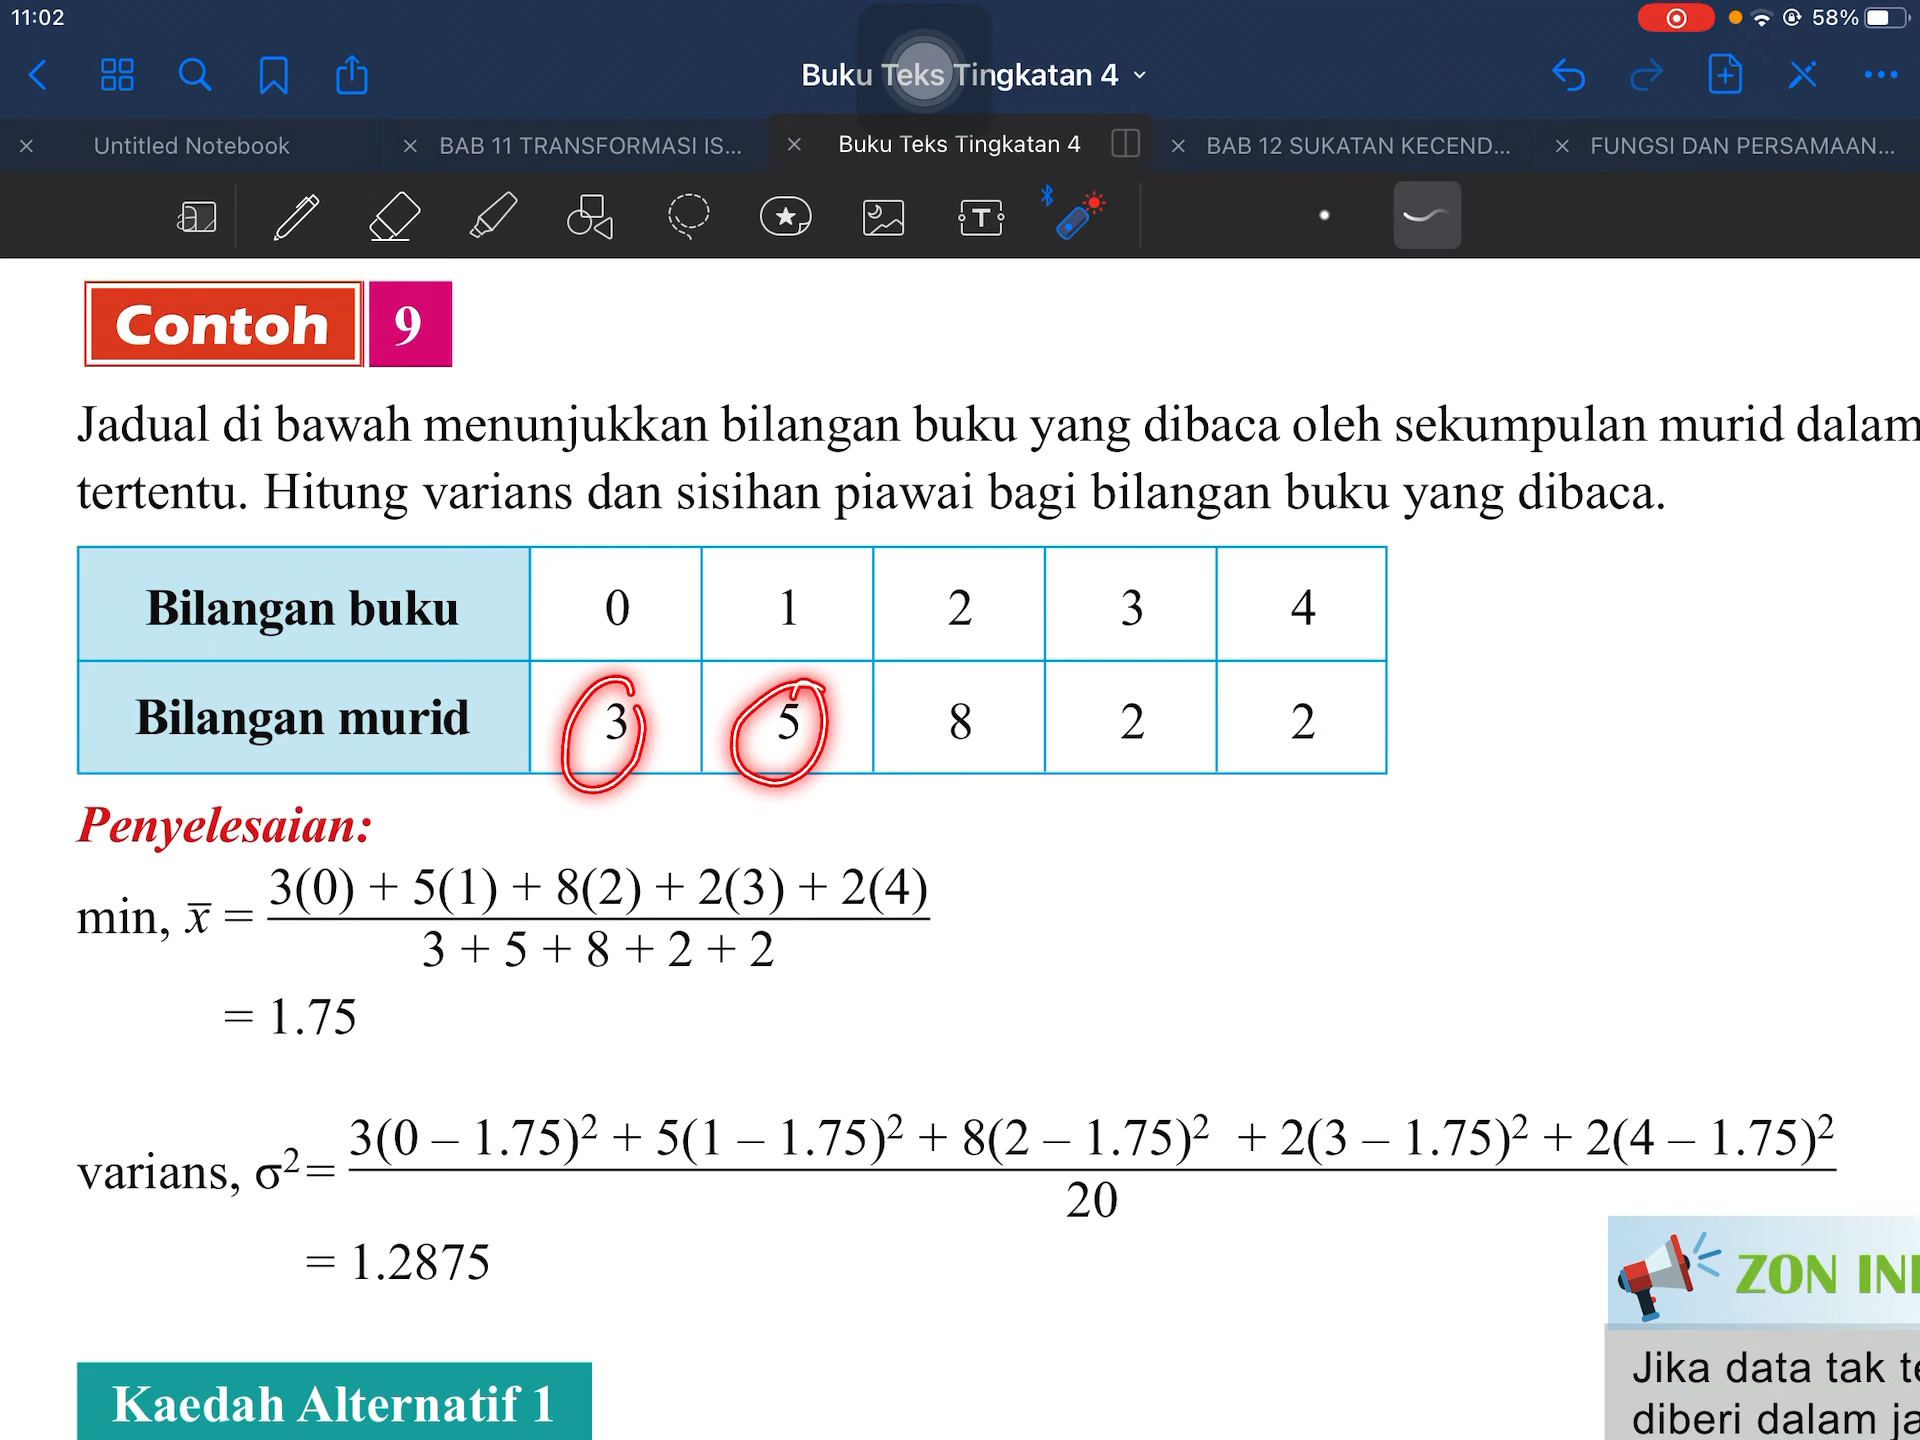 11:02
58%
Buku Teks Tingkatan 4
Untitled Notebook
BAB 11 TRANSFORMASI IS...
Buku Teks Tingkatan 4
BAB 12 SUKATAN KECEND...
FUNGSI DAN PERSAMAAN...
Contoh 9
Jadual di bawah menunjukkan bilangan buku yang dibaca oleh sekumpulan murid dalam
tertentu. Hitung varians dan sisihan piawai bagi bilangan buku yang dibaca.
Bilangan buku 0 1 2 3 4
Bilangan murid 3 5 8 2 2
Penyelesaian:
min, x̅ = 3(0) + 5(1) + 8(2) + 2(3) + 2(4)
3 + 5 + 8 + 2 + 2
= 1.75
varians, σ² = 3(0 – 1.75)² + 5(1 – 1.75)² + 8(2 – 1.75)² + 2(3 – 1.75)² + 2(4 – 1.75)²
20
= 1.2875
ZON
Jika data tak
diberi dalam
Kaedah Alternatif 1